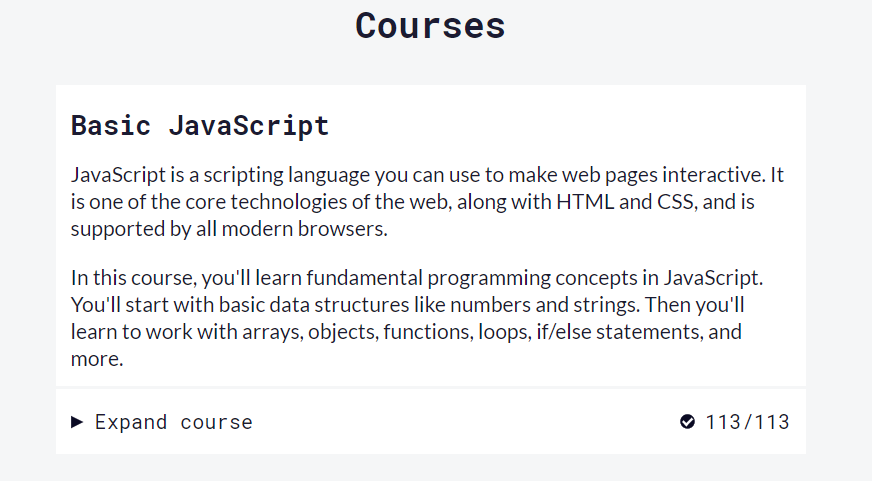 Courses
Basic JavaScript
JavaScript is a scripting language you can use to make web pages interactive. It
is one of the core technologies of the web, along with HTML and CSS, and is
supported by all modern browsers.
In this course, you'll learn fundamental programming concepts in JavaScript.
You'll start with basic data structures like numbers and strings. Then you'll
learn to work with arrays, objects, functions, loops, if/else statements, and
more.
Expand course 113/113